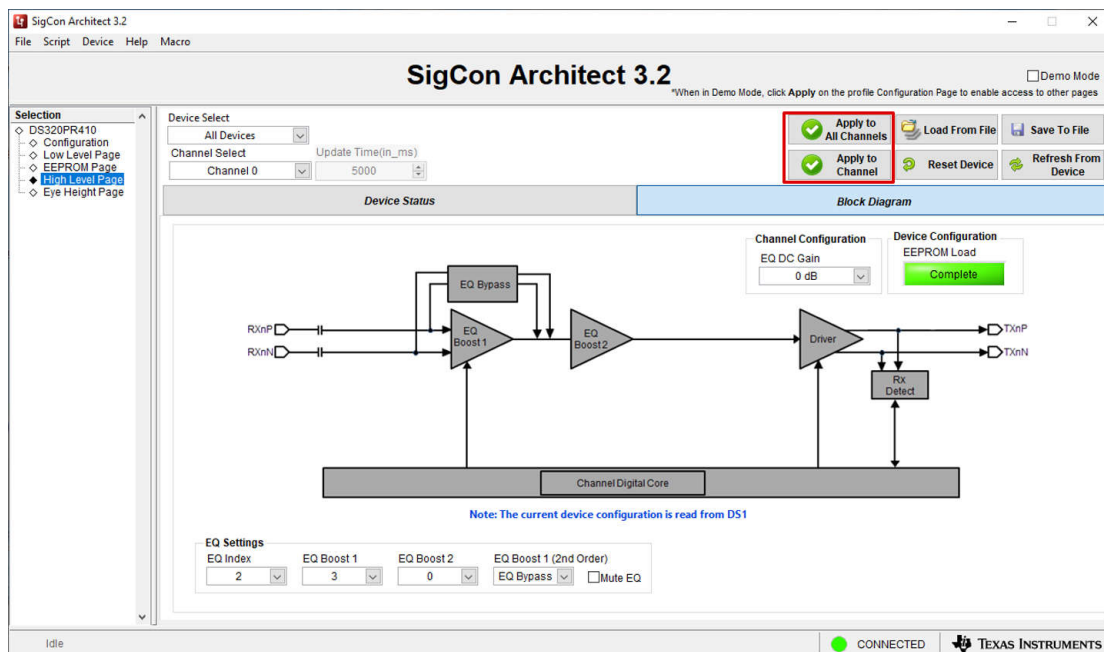 SigCon Architect 3.2
File Script Device Help Macro
SigCon Architect 3.2
Demo Mode
*When in Demo Mode, click Apply on the profile Configuration Page to enable access to other pages
Selection
DS320PR410
Configuration
Low Level Page
EEPROM Page
High Level Page
Eye Height Page
Device Select
All Devices
Channel Select
Update Time(in_ms)
Channel 0
5000
Apply to
All Channels
Load From File
Save To File
Apply to
Channel
Reset Device
Refresh From
Device
Device Status
Block Diagram
Channel Configuration
EQ DC Gain
0 dB
Device Configuration
EEPROM Load
Complete
EQ Bypass
RXnP
RXnN
EQ
Boost 1
EQ
Boost2
Driver
TXnP
TXnN
Rx
Detect
Channel Digital Core
Note: The current device configuration is read from DS1
EQ Settings
EQ Index
EQ Boost 1
EQ Boost 2
EQ Boost 1 (2nd Order)
2
3
0
EQ Bypass
Mute EQ
Idle
CONNECTED
TEXAS INSTRUMENTS